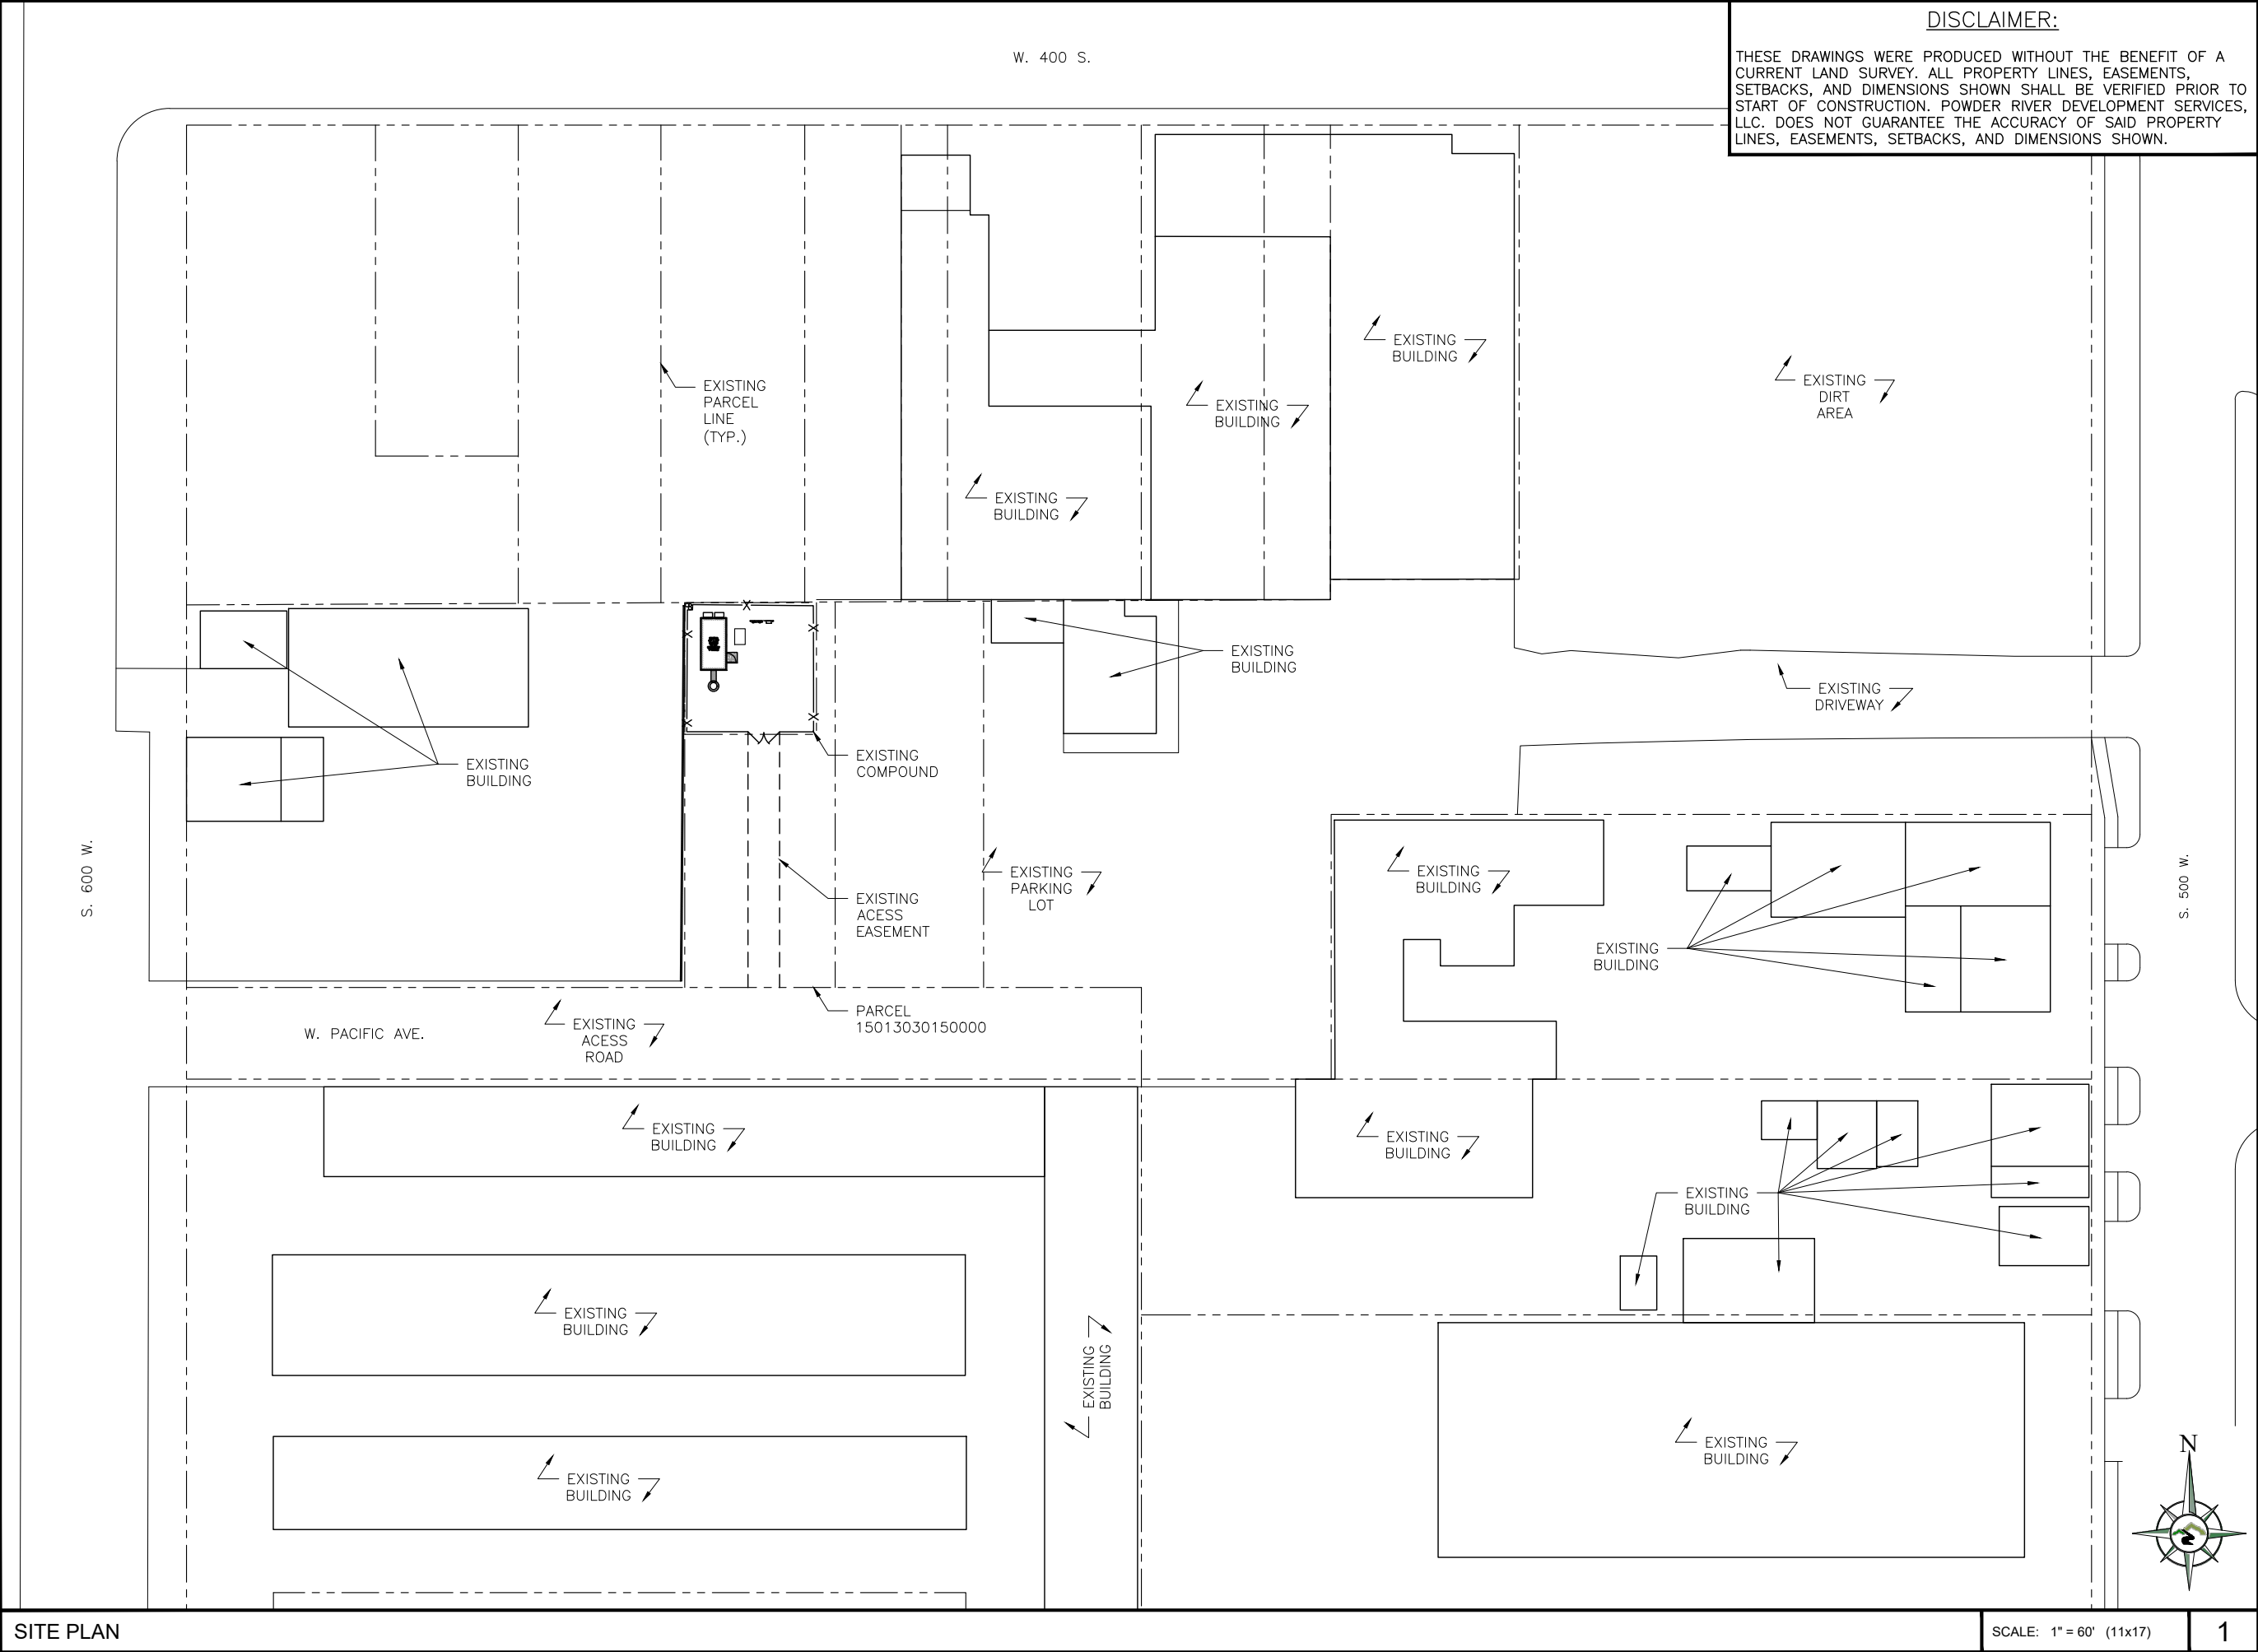 DISCLAIMER:
THESE DRAWINGS WERE PRODUCED WITHOUT THE BENEFIT OF A
CURRENT LAND SURVEY. ALL PROPERTY LINES, EASEMENTS,
SETBACKS, AND DIMENSIONS SHOWN SHALL BE VERIFIED PRIOR TO
START OF CONSTRUCTION. POWDER RIVER DEVELOPMENT SERVICES,
LLC. DOES NOT GUARANTEE THE ACCURACY OF SAID PROPERTY
LINES, EASEMENTS, SETBACKS, AND DIMENSIONS SHOWN.
W. 400 S.
EXISTING
BUILDING
EXISTING
DIRT
AREA
EXISTING
PARCEL
LINE
(TYP.)
EXISTING
BUILDING
EXISTING
BUILDING
EXISTING
BUILDING
EXISTING
DRIVEWAY
EXISTING
BUILDING
EXISTING
COMPOUND
S. 600 W.
EXISTING
ACESS
EASEMENT
EXISTING
PARKING
LOT
EXISTING
BUILDING
S. 500 W.
EXISTING
BUILDING
PARCEL
15013030150000
W. PACIFIC AVE.
EXISTING
ACESS
ROAD
EXISTING
BUILDING
EXISTING
BUILDING
EXISTING
BUILDING
EXISTING
BUILDING
EXISTING
BUILDING
EXISTING
BUILDING
EXISTING
BUILDING
N
SITE PLAN
SCALE: 1" = 60' (11x17)
1